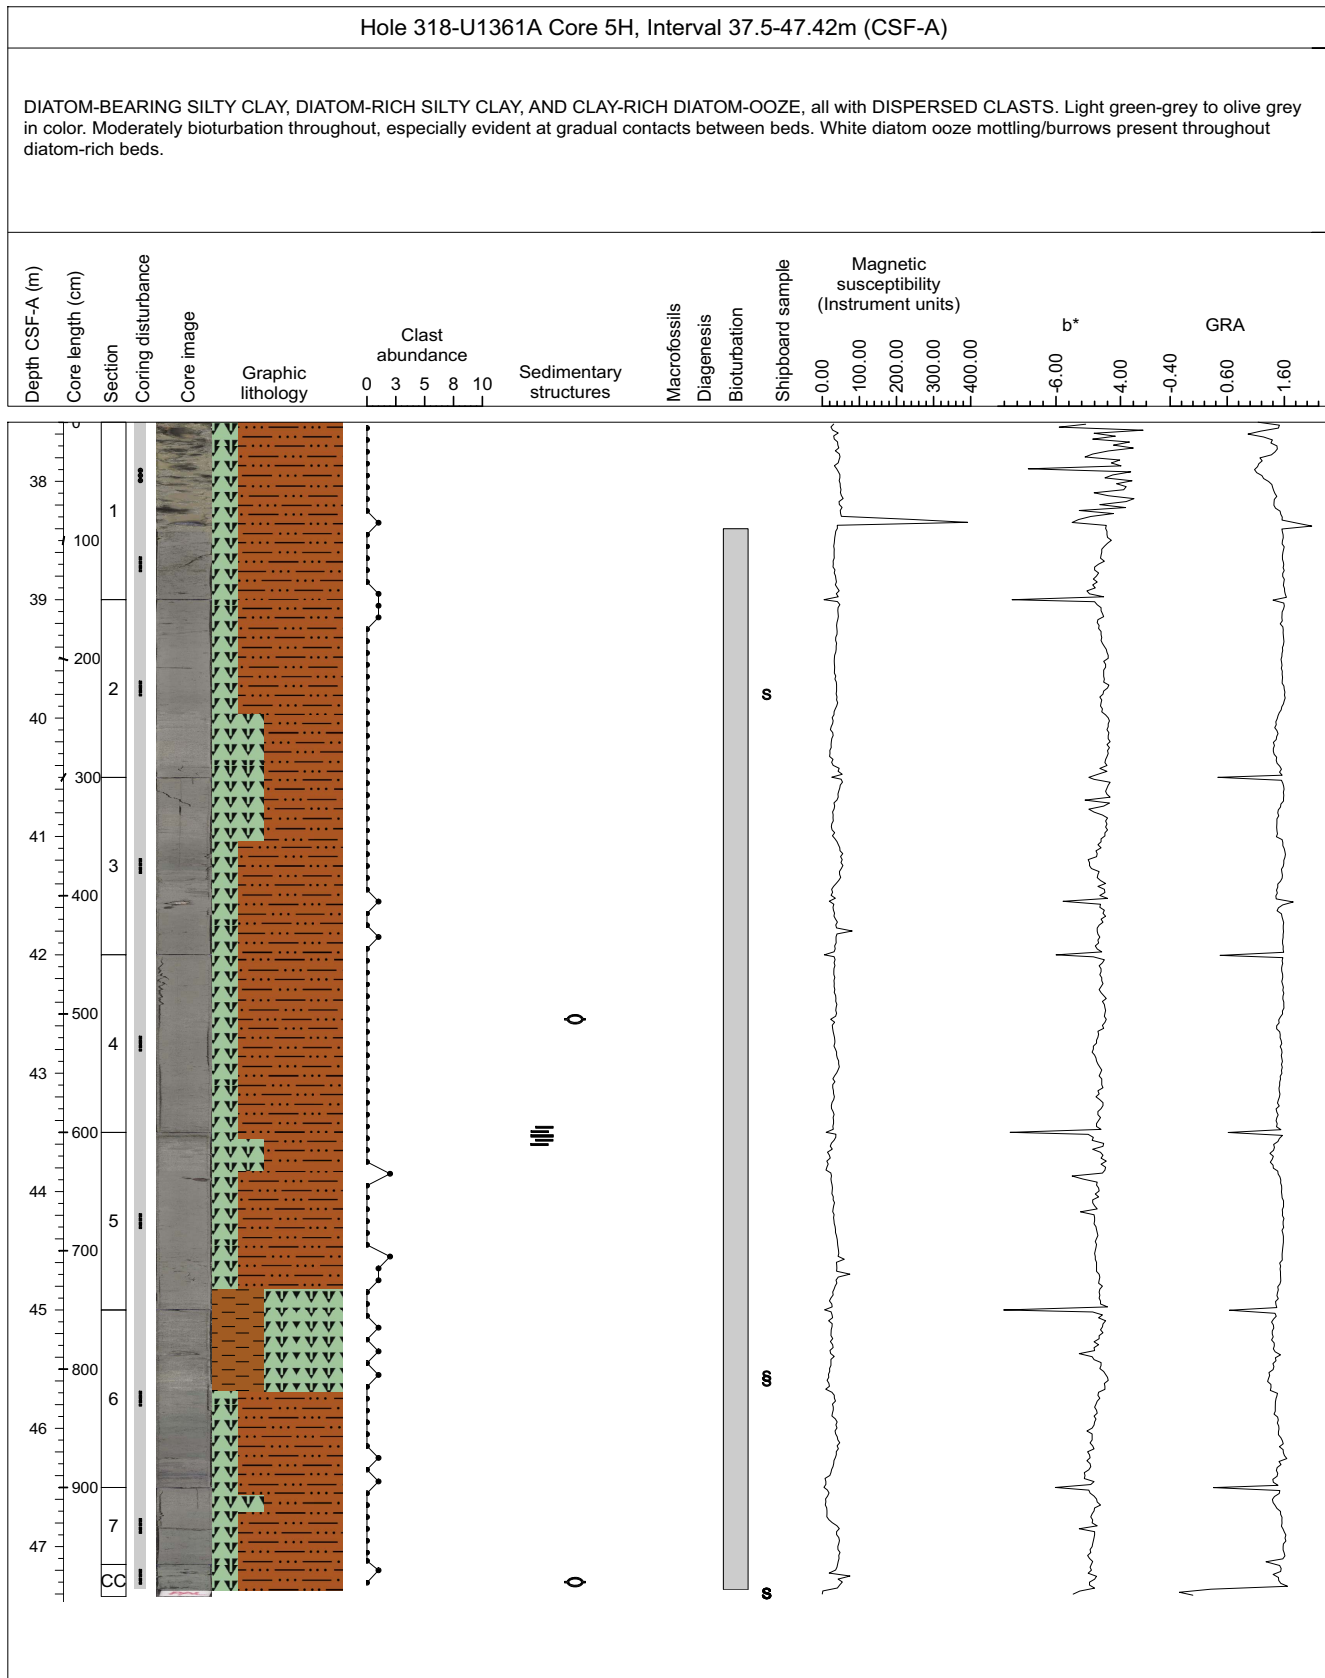 Hole 318-U1361A Core 5H, Interval 37.5-47.42m (CSF-A)
DIATOM-BEARING SILTY CLAY, DIATOM-RICH SILTY CLAY, AND CLAY-RICH DIATOM-OOZE, all with DISPERSED CLASTS. Light green-grey to olive grey
in color. Moderately bioturbation throughout, especially evident at gradual contacts between beds. White diatom ooze mottling/burrows present throughout
diatom-rich beds.
Depth CSF-A (m)
Core length (cm)
Section
Coring disturbance
Core image
Graphic
lithology
Clast
abundance
0 3 5 8 10
Sedimentary
structures
Macrofossils
Diagenesis
Bioturbation
Shipboard sample
Magnetic
susceptibility
(Instrument units)
0.00 100.00 200.00 300.00 400.00
b*
-6.00 4.00
GRA
-0.40 0.60 1.60
0
38
1
100
39
200
2
S
40
300
41
3
400
42
500
4
43
600
44
5
700
45
800
S
S
6
46
900
7
47
CC
S
S